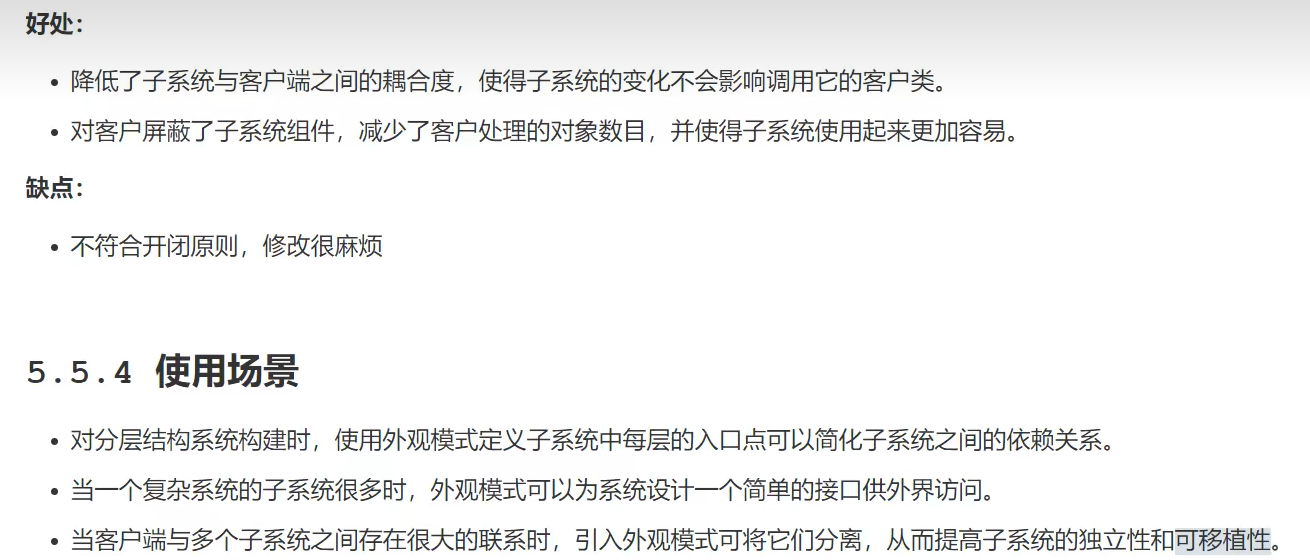 好处：
• 降低了子系统与客户端之间的耦合度，使得子系统的变化不会影响调用它的客户类。
• 对客户屏蔽了子系统组件，减少了客户处理的对象数目，并使得子系统使用起来更加容易。
缺点：
• 不符合开闭原则，修改很麻烦
5.5.4 使用场景
• 对分层结构系统构建时，使用外观模式定义子系统中每层的入口点可以简化子系统之间的依赖关系。
• 当一个复杂系统的子系统很多时，外观模式可以为系统设计一个简单的接口供外界访问。
• 当客户端与多个子系统之间存在很大的联系时，引入外观模式可将它们分离，从而提高子系统的独立性和可移植性。